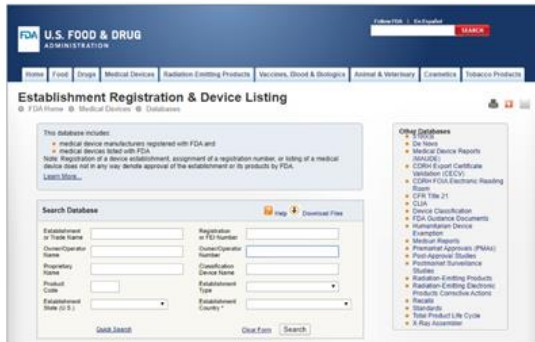 Follow FDA | En Español
FDA U.S. FOOD & DRUG
ADMINISTRATION
SEARCH
Home Food Drugs Medical Devices Radiation-Emitting Products Vaccines, Blood & Biologics Animal & Veterinary Cosmetics Tobacco Products
Establishment Registration & Device Listing
FDA Home Medical Devices Databases
This database includes:
medical device manufacturers registered with FDA and
medical devices listed with FDA
Note: Registration of a device establishment, assignment of a registration number, or listing of a medical
device does not in any way denote approval of the establishment or its products by FDA.
Learn More...
Search Database
Help Download Files
Establishment
or Trade Name
Registration
or FEI Number
Owner/Operator
Name
Owner/Operator
Number
Proprietary
Name
Classification
Device Name
Product
Code
Establishment
Type
Establishment
State (U.S.)
Establishment
Country *
Quick Search
Clear Form
Search
Other Databases
De Novo
Medical Device Reports
(MAUDE)
CDRH Export Certificate
Validation (CECV)
CDRH FOIA Electronic Reading
Room
CFR Title 21
CLIA
Device Classification
FDA Guidance Documents
Humanitarian Device
Exemption
Medsun Reports
Premarket Approvals (PMAs)
Post-Approval Studies
Postmarket Surveillance
Studies
Radiation-Emitting Products
Radiation-Emitting Electronic
Products Corrective Actions
Recalls
Standards
Total Product Life Cycle
X-Ray Assembler